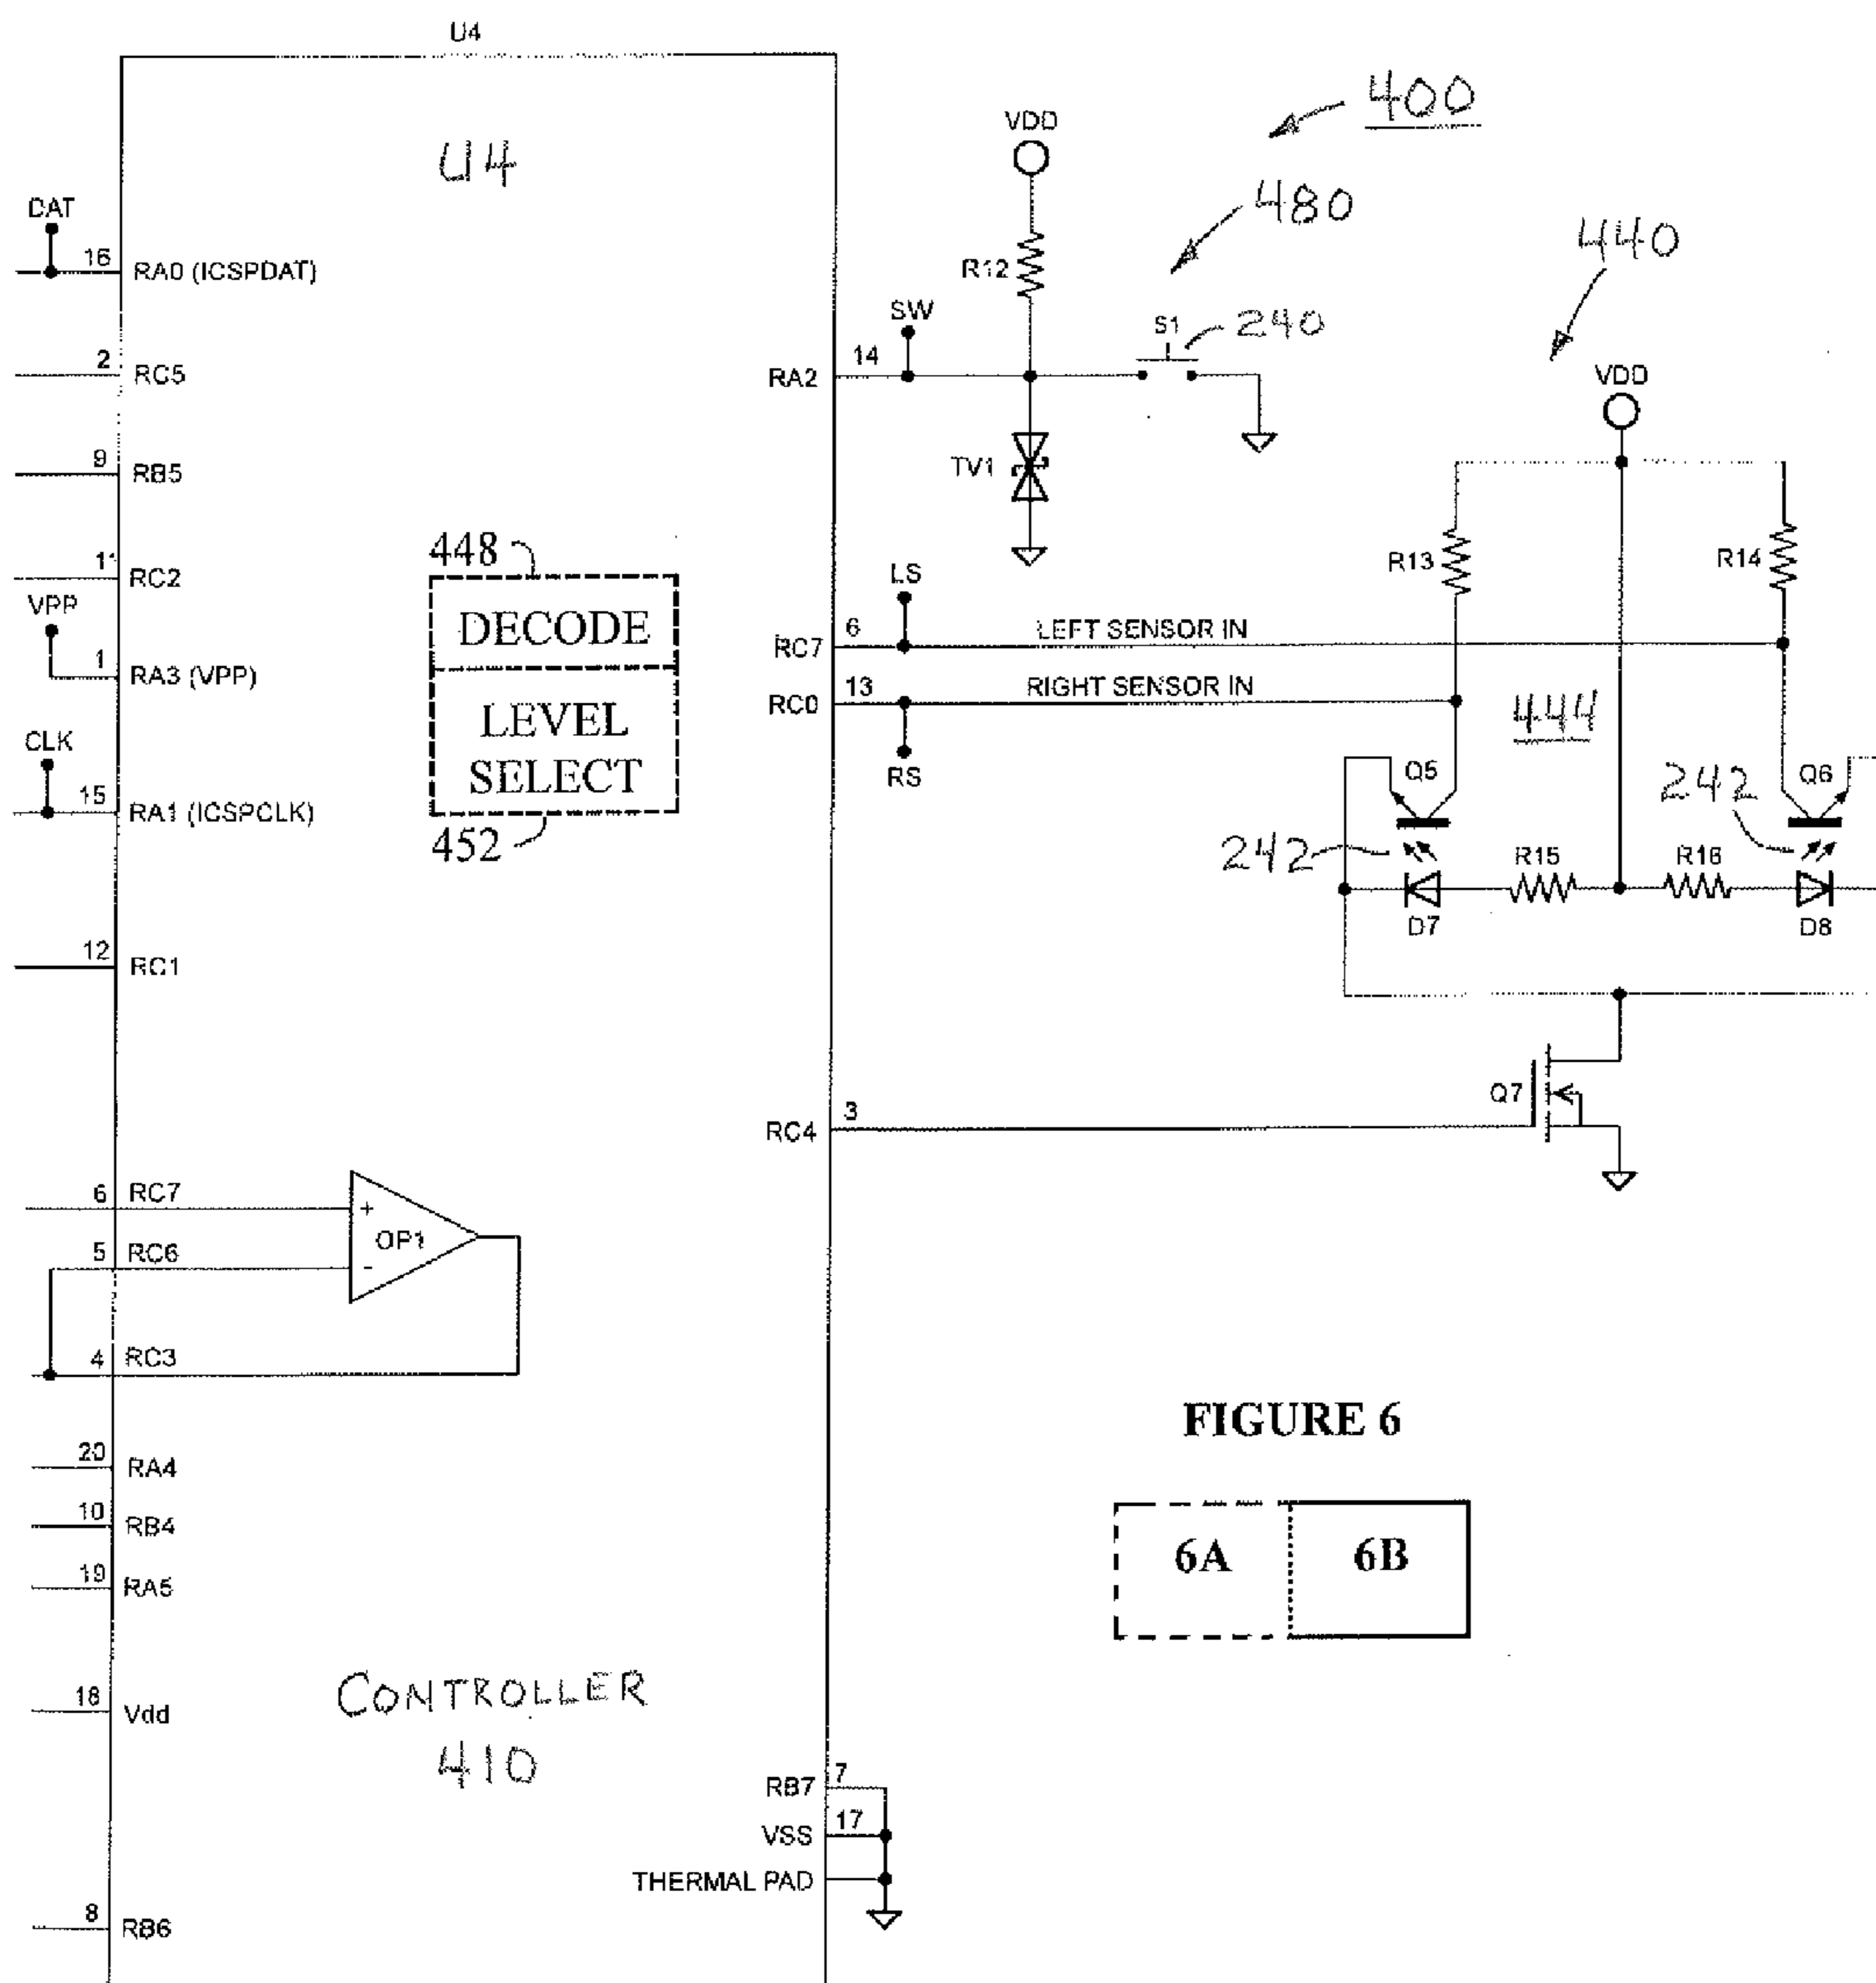 U4
U4
400
VDD
480
440
DAT
16
RA0 (ICSPDAT)
R12
SW
S1
240
2
RC5
RA2
14
VDD
9
RB5
TV1
448
R13
R14
LS
11
RC2
DECODE
VPP
6
LEFT SENSOR IN
RC7
1
RA3 (VPP)
LEVEL
SELECT
13
RIGHT SENSOR IN
RC0
444
CLK
RS
Q5
Q6
242
15
RA1 (ICSPCLK)
452
242
R15
R16
D7
D8
12
RC1
Q7
RC4
3
6
RC7
+
OP1
5
RC6
-
4
RC3
FIGURE 6
20
RA4
10
RB4
6A
6B
19
RA5
CONTROLLER
18
Vdd
410
RB7
7
VSS
17
THERMAL PAD
8
RB6